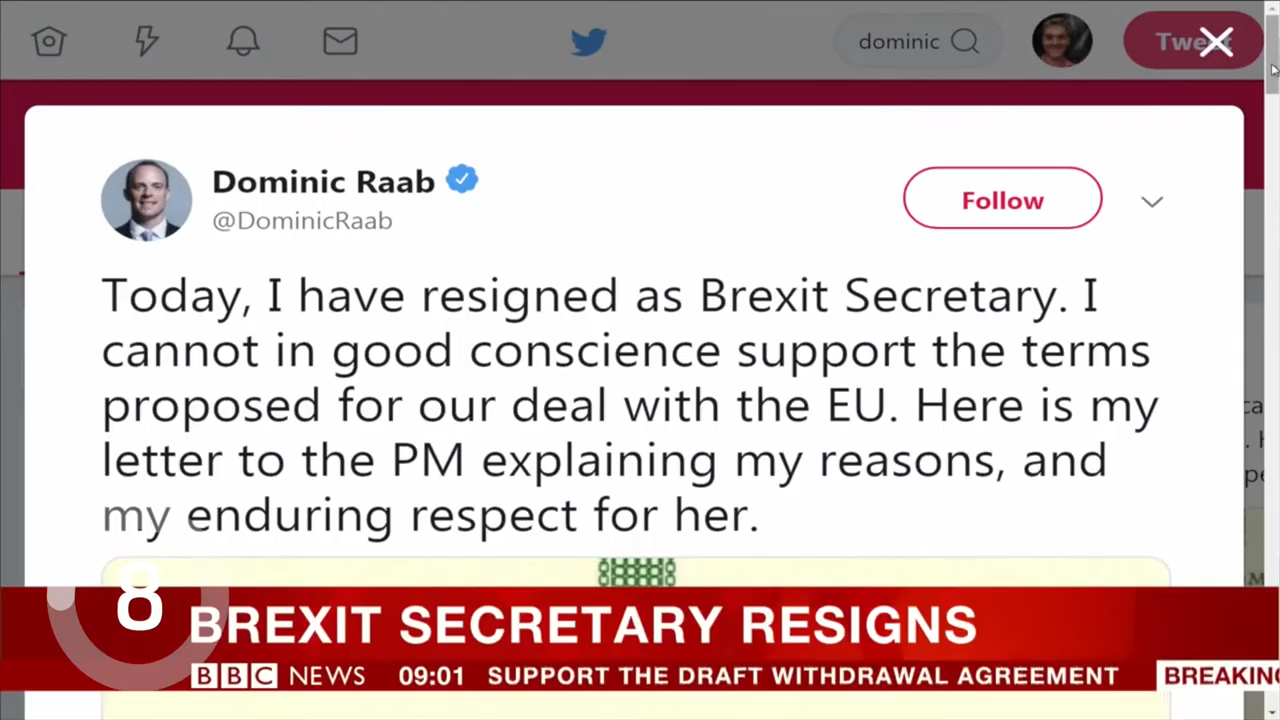 dominic
Tweet
Dominic Raab
@DominicRaab
Follow
Today, I have resigned as Brexit Secretary. I
cannot in good conscience support the terms
proposed for our deal with the EU. Here is my
letter to the PM explaining my reasons, and
my enduring respect for her.
8
BREXIT SECRETARY RESIGNS
BBC NEWS 09:01 SUPPORT THE DRAFT WITHDRAWAL AGREEMENT BREAKING